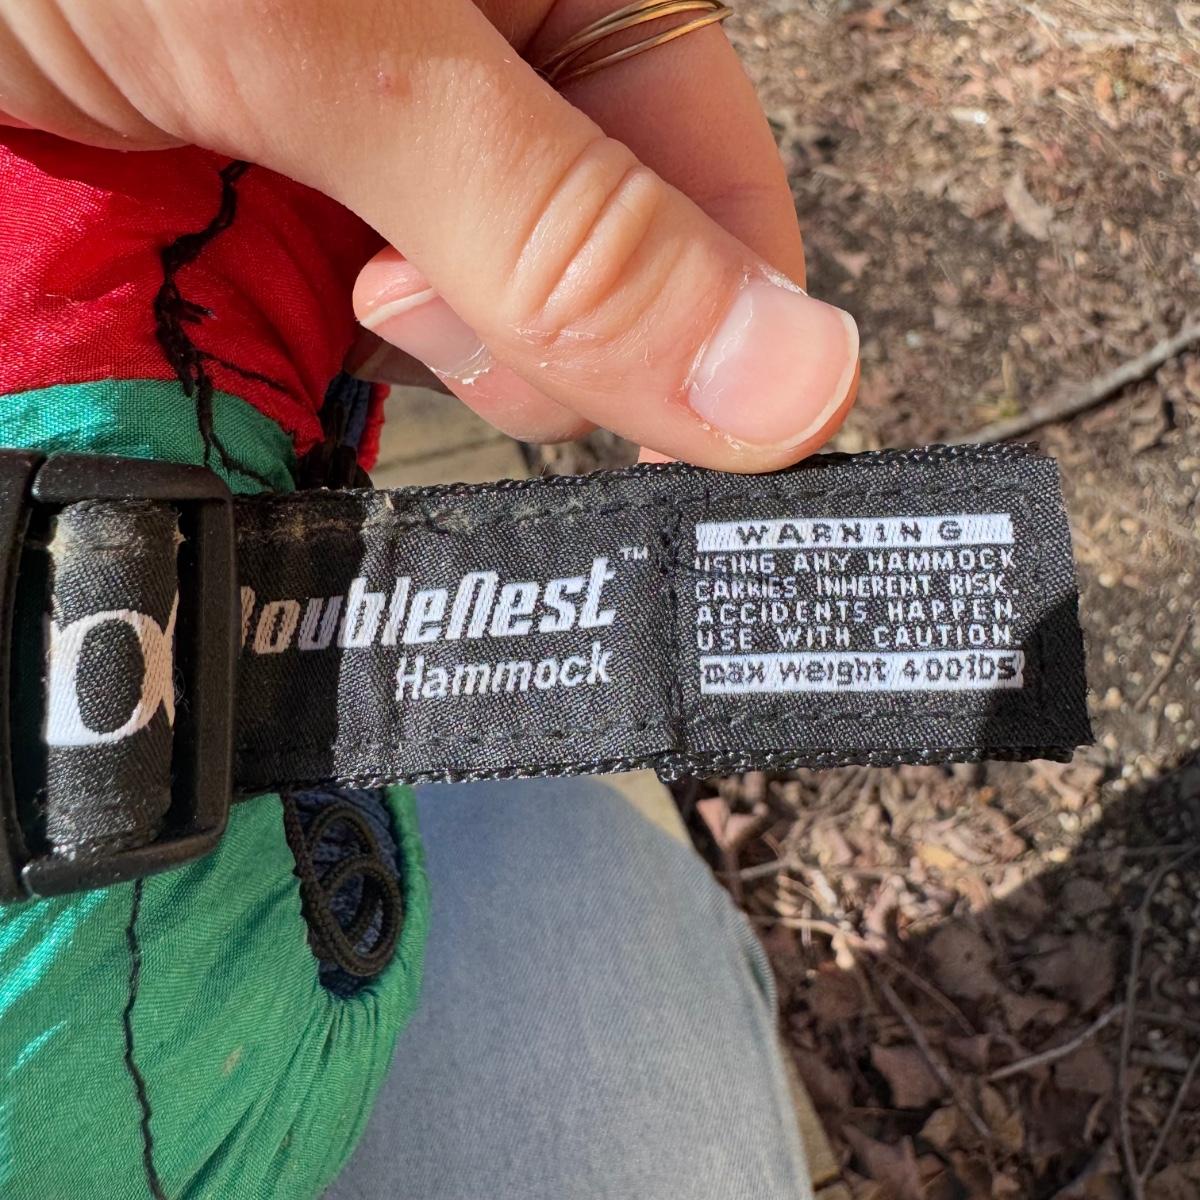 DoubleNest™
Hammock
WARNING
USING ANY HAMMOCK
CARRIES INHERENT RISK.
ACCIDENTS HAPPEN.
USE WITH CAUTION.
max weight 400lbs